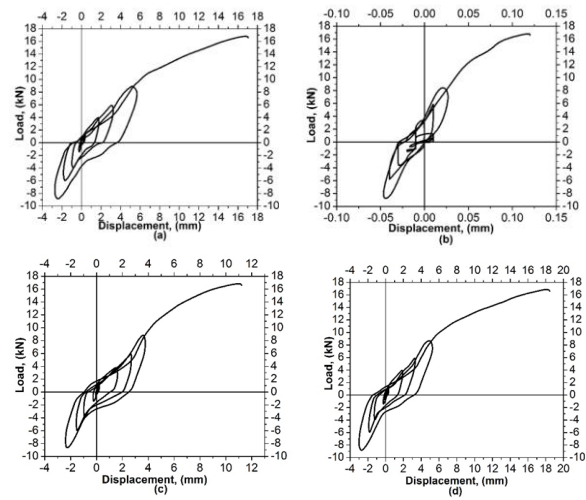 -4 -2 0 2 4 6 8 10 12 14 16 18
18 16 14 12 10 8 6 4 2 0 -2 -4 -6 -8 -10
Load, (kN)
18 16 14 12 10 8 6 4 2 0 -2 -4 -6 -8 -10
-4 -2 0 2 4 6 8 10 12 14 16 18
Displacement, (mm)
(a)
-0.10 -0.05 0.00 0.05 0.10 0.15
18 16 14 12 10 8 6 4 2 0 -2 -4 -6 -8 -10
Load, (kN)
18 16 14 12 10 8 6 4 2 0 -2 -4 -6 -8 -10
-0.10 -0.05 0.00 0.05 0.10 0.15
Displacement, (mm)
(b)
-4 -2 0 2 4 6 8 10 12
18 16 14 12 10 8 6 4 2 0 -2 -4 -6 -8 -10
Load, (kN)
18 16 14 12 10 8 6 4 2 0 -2 -4 -6 -8 -10
-4 -2 0 2 4 6 8 10 12
Displacement, (mm)
(c)
-4 -2 0 2 4 6 8 10 12 14 16 18 20
18 16 14 12 10 8 6 4 2 0 -2 -4 -6 -8 -10
Load, (kN)
18 16 14 12 10 8 6 4 2 0 -2 -4 -6 -8 -10
-4 -2 0 2 4 6 8 10 12 14 16 18 20
Displacement, (mm)
(d)